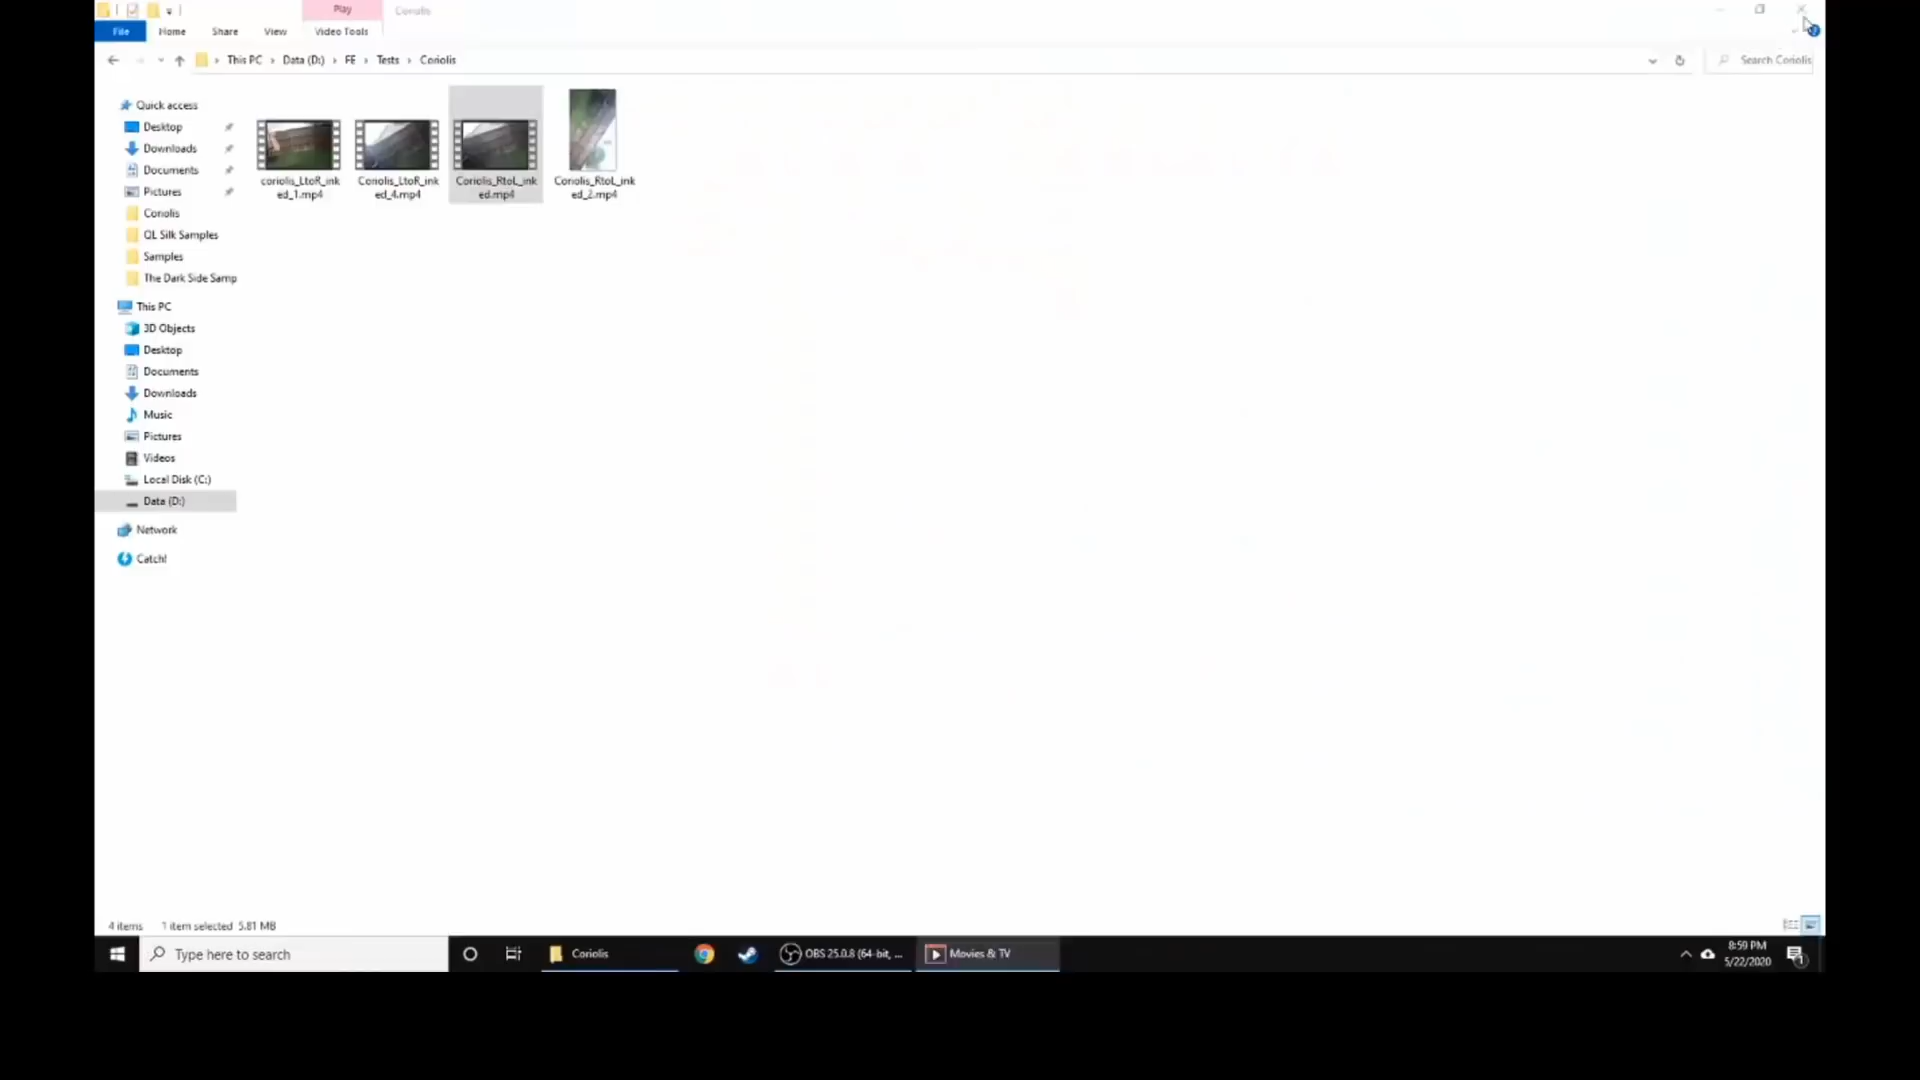 Play
Coriolis
File
Home
Share
View
Video Tools
This PC
Data (D:)
FE
Tests
Coriolis
Search Coriolis
Quick access
Desktop
Downloads
Documents
Pictures
Coriolis
QL Silk Samples
Samples
The Dark Side Samp
This PC
3D Objects
Desktop
Documents
Downloads
Music
Pictures
Videos
Local Disk (C:)
Data (D:)
Network
Catch!
coriolis_LtoR_ink
ed_1.mp4
Coriolis_LtoR_ink
ed_4.mp4
Coriolis_RtoL_ink
ed.mp4
Coriolis_RtoL_ink
ed_2.mp4
4 items
1 item selected 5.81 MB
Type here to search
Coriolis
OBS 25.0.8 (64-bit, ...
Movies & TV
8:59 PM
5/22/2020
1